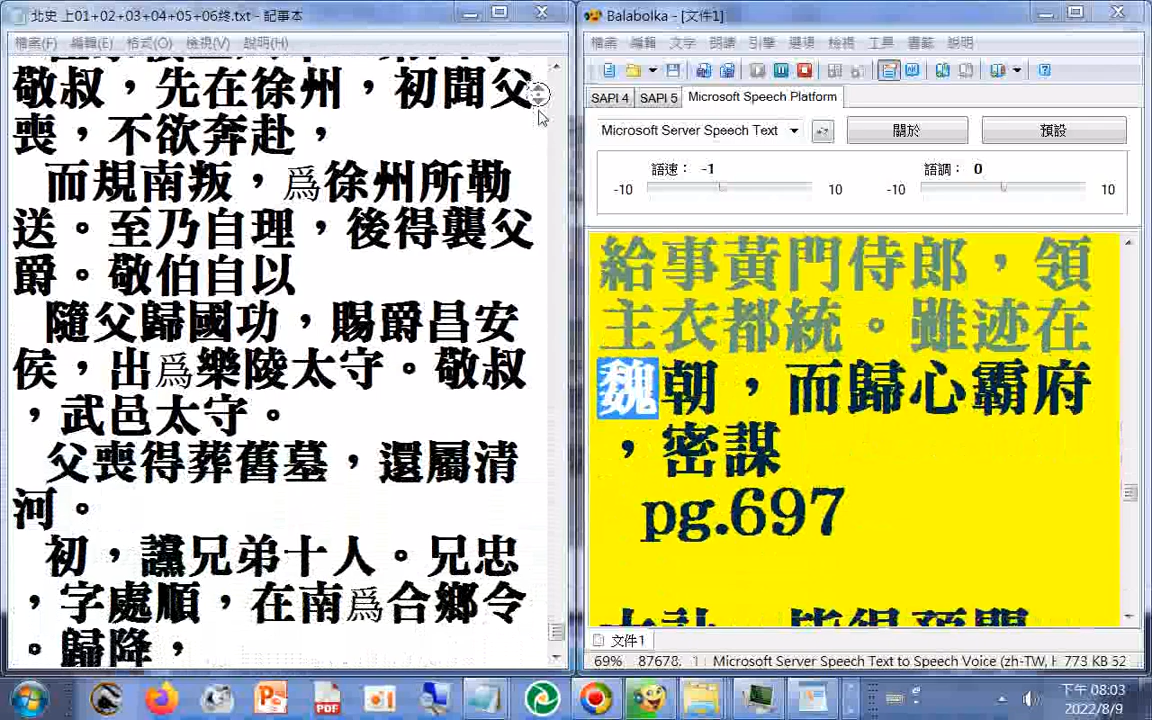 北史 上01+02+03+04+05+06終.txt - 記事本
檔案(F) 編輯(E) 格式(O) 檢視(V) 說明(H)
敬叔，先在徐州，初聞父
喪，不欲奔赴，
而規南叛，爲徐州所勒
送。至乃自理，後得襲父
爵。敬伯自以
隨父歸國功，賜爵昌安
侯，出爲樂陵太守。敬叔
，武邑太守。
父喪得葬舊墓，還屬清
河。
初，讜兄弟十人。兄忠
，字處順，在南爲合鄉令
。歸降，
Balabolka - [文件1]
檔案 編輯 文字 朗讀 引擎 選項 檢視 工具 書籤 說明
SAPI 4 SAPI 5 Microsoft Speech Platform
Microsoft Server Speech Text 關於 預設
語速： -1 語調： 0
-10 10 -10 10
給事黃門侍郎，領
主衣都統。雖迹在
魏朝，而歸心霸府
，密謀
pg.697
文件1
69% 87678. 1 Microsoft Server Speech Text to Speech Voice (zh-TW, H 773 KB 52
下午 08:03
2022/8/9